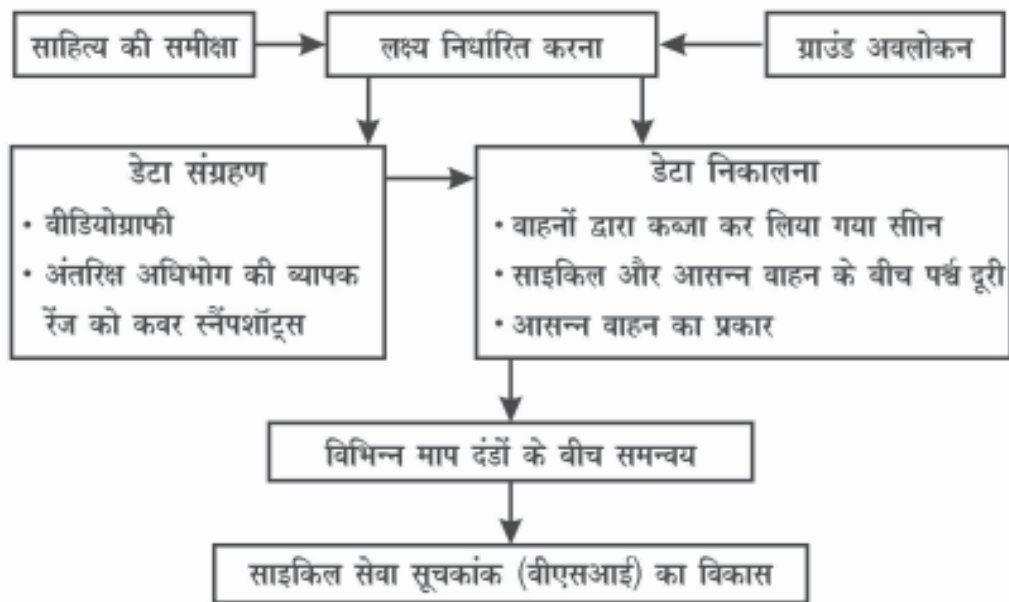 साहित्य की समीक्षा
लक्ष्य निर्धारित करना
ग्राउंड अवलोकन
डेटा संग्रहण
• वीडियोग्राफी
• अंतरिक्ष अधिभोग की व्यापक
रेंज को कवर स्नैपशॉट्स
डेटा निकालना
• वाहनों द्वारा कब्जा कर लिया गया सीान
• साइकिल और आसन्न वाहन के बीच पर्श्व दूरी
• आसन्न वाहन का प्रकार
विभिन्न माप दंडों के बीच समन्वय
साइकिल सेवा सूचकांक (बीएसआई) का विकास